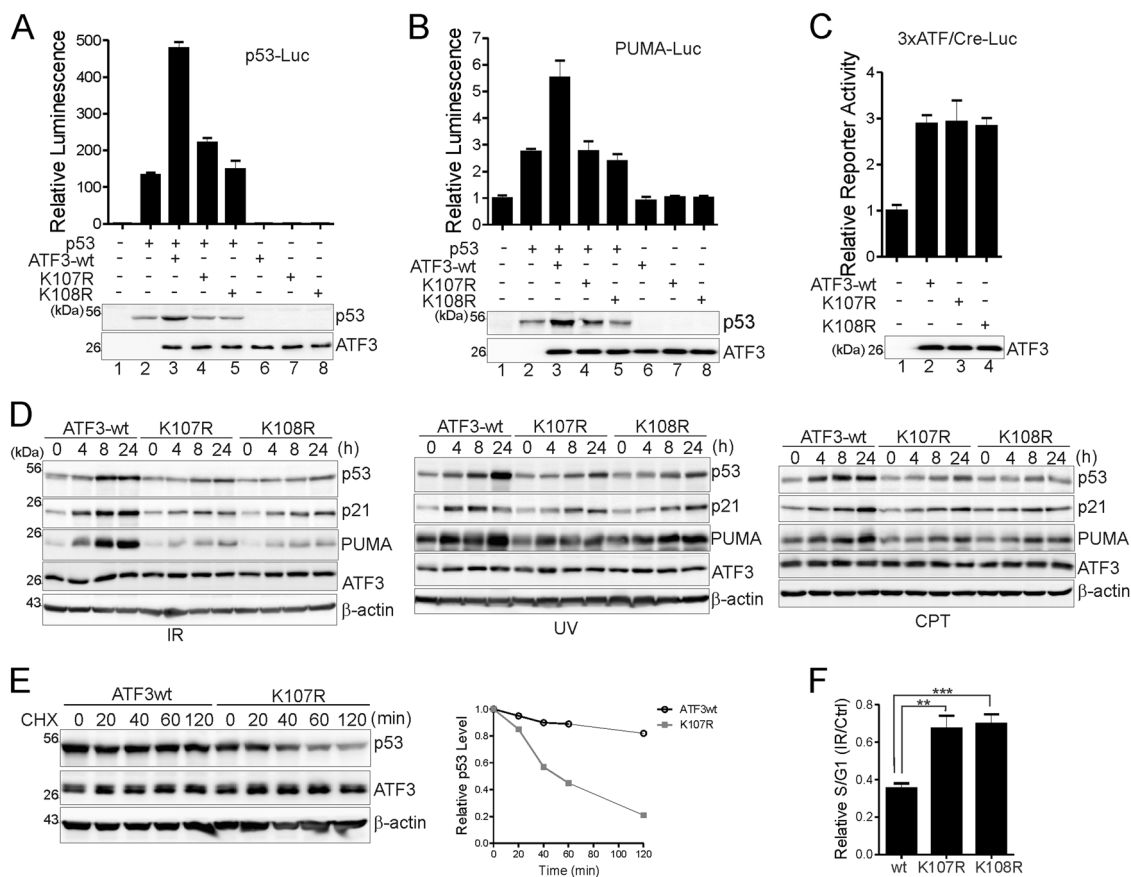 A
p53-Luc
Relative Luminescence
500
400
300
200
100
0
p53 - + + + + - - -
ATF3-wt - - + - - + - -
K107R - - - + - - + -
K108R - - - - + - - +
(kDa) 56 p53
26 ATF3
1 2 3 4 5 6 7 8
B
PUMA-Luc
Relative Luminescence
7
6
5
4
3
2
1
0
p53 - + + + + - - -
ATF3-wt - - + - - + - -
K107R - - - + - - + -
K108R - - - - + - - +
(kDa) 56 p53
26 ATF3
1 2 3 4 5 6 7 8
C
3xATF/Cre-Luc
Relative Reporter Activity
4
3
2
1
0
ATF3-wt - + - -
K107R - - + -
K108R - - - +
(kDa) 26 ATF3
1 2 3 4
D
ATF3-wt K107R K108R
0 4 8 24 0 4 8 24 0 4 8 24 (h)
(kDa)
56 p53
26 p21
26 PUMA
26 ATF3
43 β-actin
IR
ATF3-wt K107R K108R
0 4 8 24 0 4 8 24 0 4 8 24 (h)
p53
p21
PUMA
ATF3
β-actin
UV
ATF3-wt K107R K108R
0 4 8 24 0 4 8 24 0 4 8 24 (h)
p53
p21
PUMA
ATF3
β-actin
CPT
E
ATF3wt K107R
CHX 0 20 40 60 120 0 20 40 60 120 (min)
56 p53
26 ATF3
43 β-actin
Relative p53 Level
1.0
0.8
0.6
0.4
0.2
0.0
0 20 40 60 80 100 120
Time (min)
ATF3wt
K107R
F
Relative S/G1 (IR/Ctrl)
0.8
0.4
0.0
***
**
wt K107R K108R